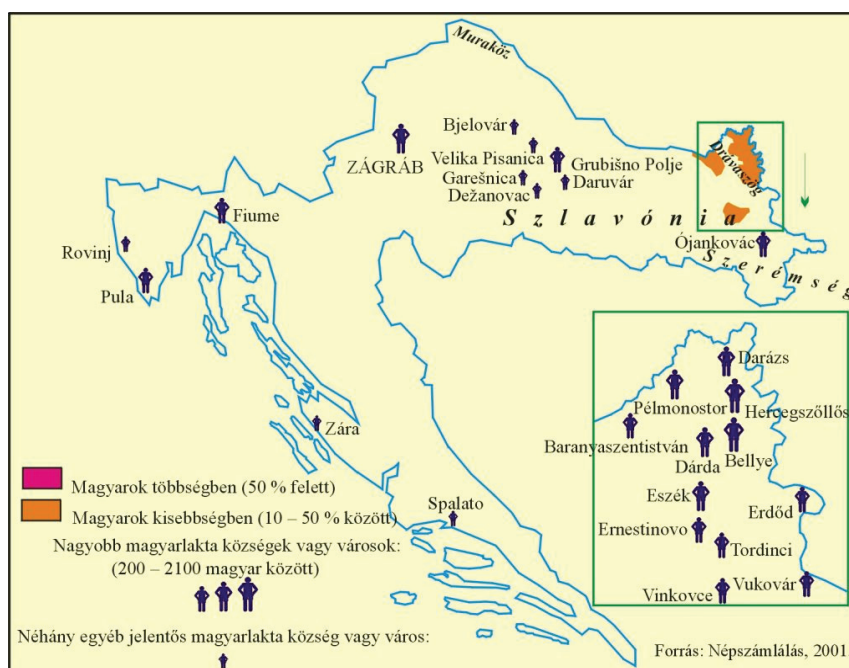 Muraköz
Bjelovár
ZÁGRÁB
Velika Pisanica
Grubišno Polje
Garešnica
Daruvár
Dežanovac
Drávaszög
Szlavónia
Fiume
Rovinj
Pula
Ójankovác
Szerémség
Darázs
Pélmonostor
Hercegszőllős
Baranyaszentistván
Dárda
Bellye
Zára
Eszék
Erdőd
Ernestinovo
Tordinci
Vinkovce
Vukovár
Spalato
Magyarok többségben (50 % felett)
Magyarok kisebbségben (10 – 50 % között)
Nagyobb magyarlakta községek vagy városok:
(200 – 2100 magyar között)
Néhány egyéb jelentős magyarlakta község vagy város:
Forrás: Népszámlálás, 2001.